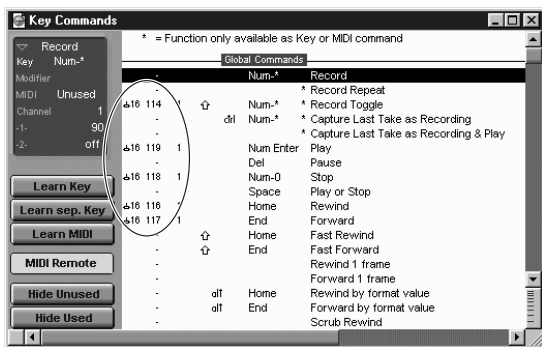 Key Commands
* = Function only available as Key or MIDI command
Record
Key Num-*
Modifier
MIDI Unused
Channel 1
-1- 90
-2- off
Learn Key
Learn sep. Key
Learn MIDI
MIDI Remote
Hide Unused
Hide Used
Global Commands
- Num-* Record
- * Record Repeat
16 114 1 ⇧ Num-* * Record Toggle
- ctrl Num-* * Capture Last Take as Recording
- * Capture Last Take as Recording & Play
16 119 1 Num Enter Play
- Del Pause
16 118 1 Num-0 Stop
- Space Play or Stop
16 116 1 Home Rewind
16 117 1 End Forward
- ⇧ Home Fast Rewind
- ⇧ End Fast Forward
- Rewind 1 frame
- Forward 1 frame
- alt Home Rewind by format value
- alt End Forward by format value
- Scrub Rewind